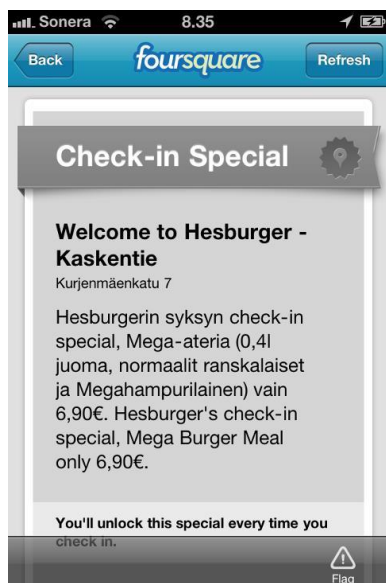 Sonera 8.35
Back foursquare Refresh
Check-in Special
Welcome to Hesburger -
Kaskentie
Kurjenmäenkatu 7
Hesburgerin syksyn check-in
special, Mega-ateria (0,4l
juoma, normaalit ranskalaiset
ja Megahampurilainen) vain
6,90€. Hesburger's check-in
special, Mega Burger Meal
only 6,90€.
You'll unlock this special every time you
check in.
Flag